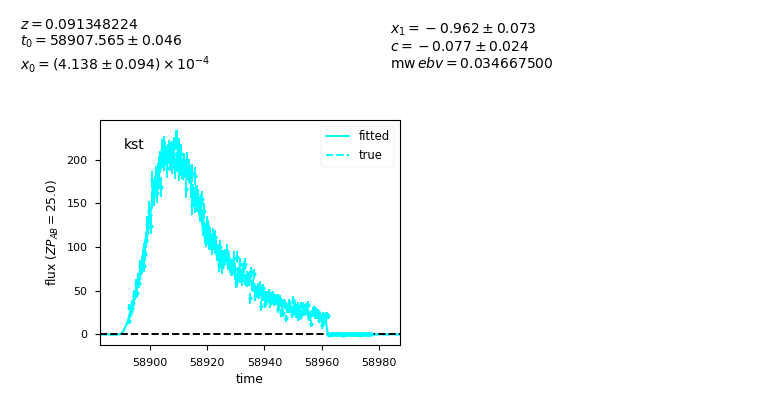 z = 0.091348224
t₀ = 58907.565 ± 0.046
x₀ = (4.138 ± 0.094) × 10⁻⁴
x₁ = −0.962 ± 0.073
c = −0.077 ± 0.024
mw ebv = 0.034667500
kst
fitted
true
200
150
100
50
0
flux (ZP_AB = 25.0)
58900 58920 58940 58960 58980
time